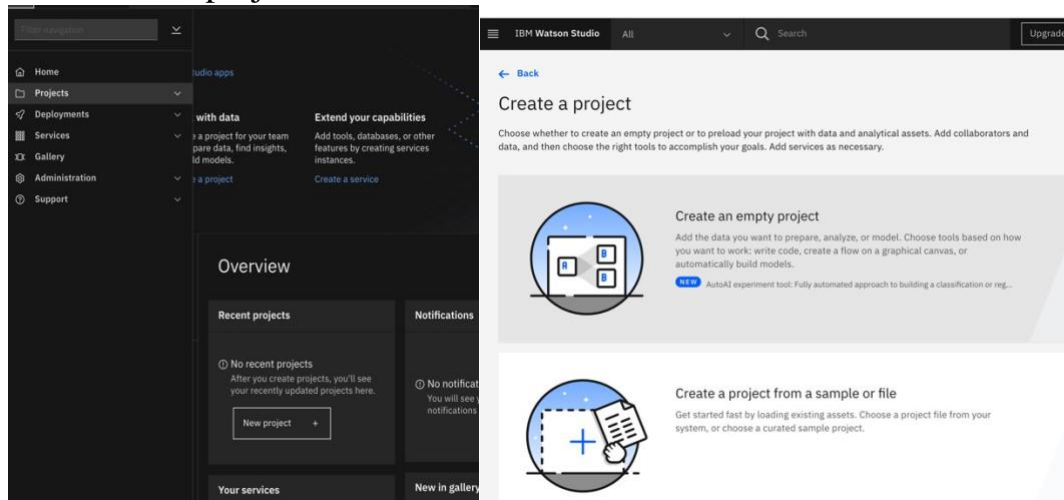 Filter navigation
Home
Projects
Deployments
Services
Gallery
Administration
Support
tudio apps
with data
e a project for your team
pare data, find insights,
ld models.
e a project
Extend your capabilities
Add tools, databases, or other
features by creating services
instances.
Create a service
Overview
Recent projects
No recent projects
After you create projects, you'll see
your recently updated projects here.
New project +
Notifications
No notificat
You will see
notifications
Your services
New in gallery
IBM Watson Studio All Search Upgrade
← Back
Create a project
Choose whether to create an empty project or to preload your project with data and analytical assets. Add collaborators and
data, and then choose the right tools to accomplish your goals. Add services as necessary.
A B B
Create an empty project
Add the data you want to prepare, analyze, or model. Choose tools based on how
you want to work: write code, create a flow on a graphical canvas, or
automatically build models.
NEW AutoAI experiment tool: Fully automated approach to building a classification or reg...
Create a project from a sample or file
Get started fast by loading existing assets. Choose a project file from your
system, or choose a curated sample project.